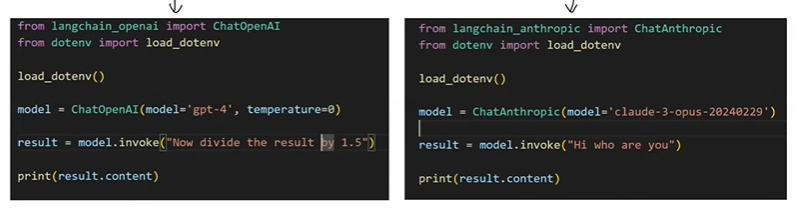 from langchain_openai import ChatOpenAI
from dotenv import load_dotenv
load_dotenv()
model = ChatOpenAI(model='gpt-4', temperature=0)
result = model.invoke("Now divide the result by 1.5")
print(result.content)
from langchain_anthropic import ChatAnthropic
from dotenv import load_dotenv
load_dotenv()
model = ChatAnthropic(model='claude-3-opus-20240229')
result = model.invoke("Hi who are you")
print(result.content)